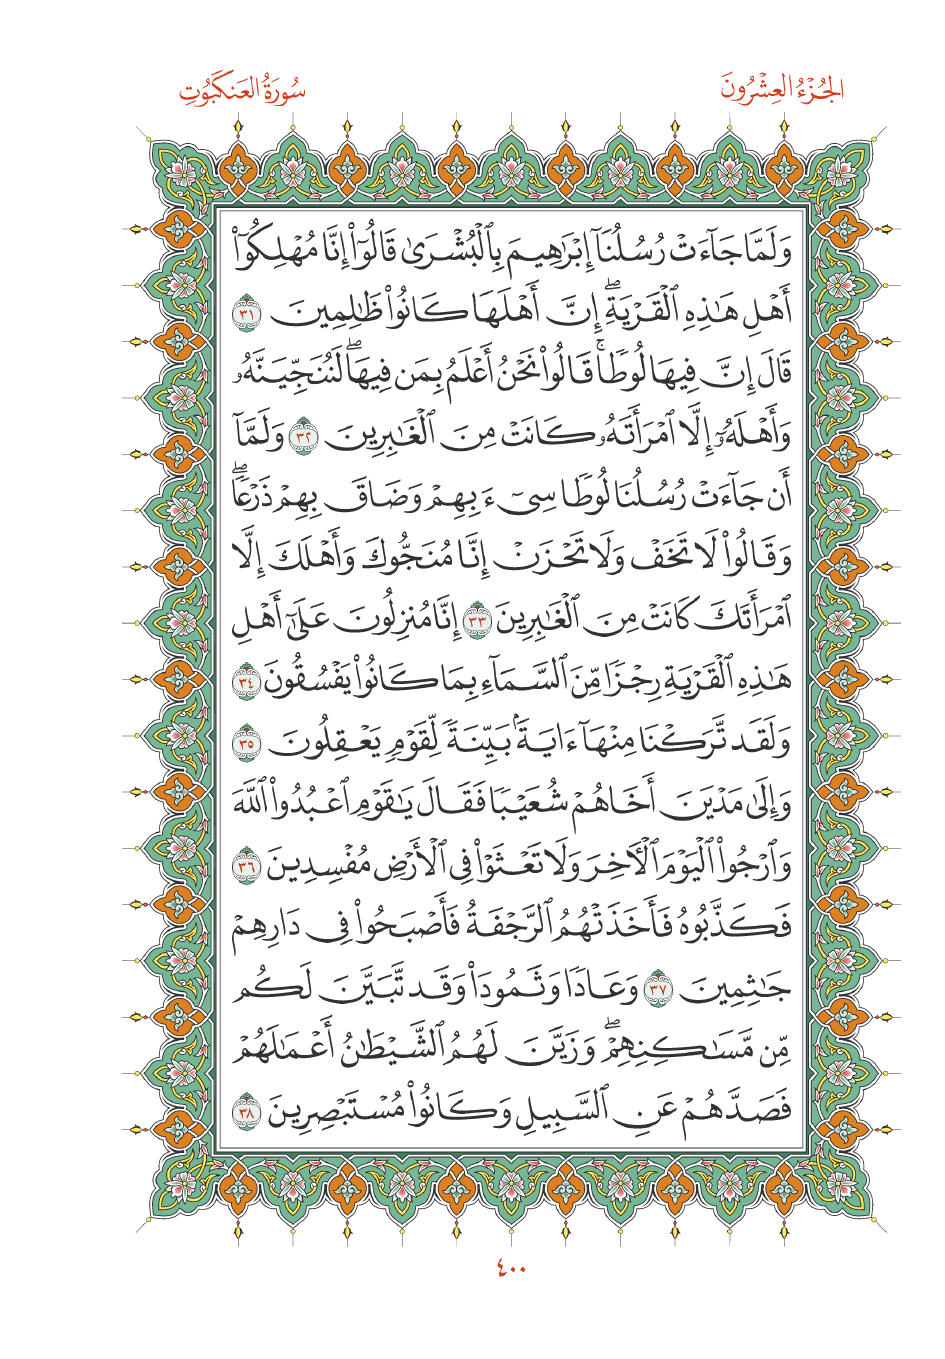 الجُزْءُ العِشْرُونَ
سُورَةُ العَنكَبُوتِ
وَلَمَّا جَآءَتْ رُسُلُنَآ إِبْرَٰهِيمَ بِٱلْبُشْرَىٰ قَالُوٓا۟ إِنَّا مُهْلِكُوٓا۟
أَهْلِ هَـٰذِهِ ٱلْقَرْيَةِ ۖ إِنَّ أَهْلَهَا كَانُوا۟ ظَـٰلِمِينَ ٣١
قَالَ إِنَّ فِيهَا لُوطًا ۚ قَالُوا۟ نَحْنُ أَعْلَمُ بِمَن فِيهَا ۖ لَنُنَجِّيَنَّهُۥ
وَأَهْلَهُۥٓ إِلَّا ٱمْرَأَتَهُۥ كَانَتْ مِنَ ٱلْغَـٰبِرِينَ ٣٢ وَلَمَّآ
أَن جَآءَتْ رُسُلُنَا لُوطًا سِىٓءَ بِهِمْ وَضَاقَ بِهِمْ ذَرْعًا ۖ
وَقَالُوا۟ لَا تَخَفْ وَلَا تَحْزَنْ إِنَّا مُنَجُّوكَ وَأَهْلَكَ إِلَّا
ٱمْرَأَتَكَ كَانَتْ مِنَ ٱلْغَـٰبِرِينَ ٣٣ إِنَّا مُنزِلُونَ عَلَىٰٓ أَهْلِ
هَـٰذِهِ ٱلْقَرْيَةِ رِجْزًا مِّنَ ٱلسَّمَآءِ بِمَا كَانُوا۟ يَفْسُقُونَ ٣٤
وَلَقَد تَّرَكْنَا مِنْهَآ ءَايَةًۢ بَيِّنَةً لِّقَوْمٍ يَعْقِلُونَ ٣٥
وَإِلَىٰ مَدْيَنَ أَخَاهُمْ شُعَيْبًا فَقَالَ يَـٰقَوْمِ ٱعْبُدُوا۟ ٱللَّهَ
وَٱرْجُوا۟ ٱلْيَوْمَ ٱلْـَٔاخِرَ وَلَا تَعْثَوْا۟ فِى ٱلْأَرْضِ مُفْسِدِينَ ٣٦
فَكَذَّبُوهُ فَأَخَذَتْهُمُ ٱلرَّجْفَةُ فَأَصْبَحُوا۟ فِى دَارِهِمْ
جَـٰثِمِينَ ٣٧ وَعَادًا وَثَمُودَا۟ وَقَد تَّبَيَّنَ لَكُم
مِّن مَّسَـٰكِنِهِمْ ۖ وَزَيَّنَ لَهُمُ ٱلشَّيْطَـٰنُ أَعْمَـٰلَهُمْ
فَصَدَّهُمْ عَنِ ٱلسَّبِيلِ وَكَانُوا۟ مُسْتَبْصِرِينَ ٣٨
٤٠٠